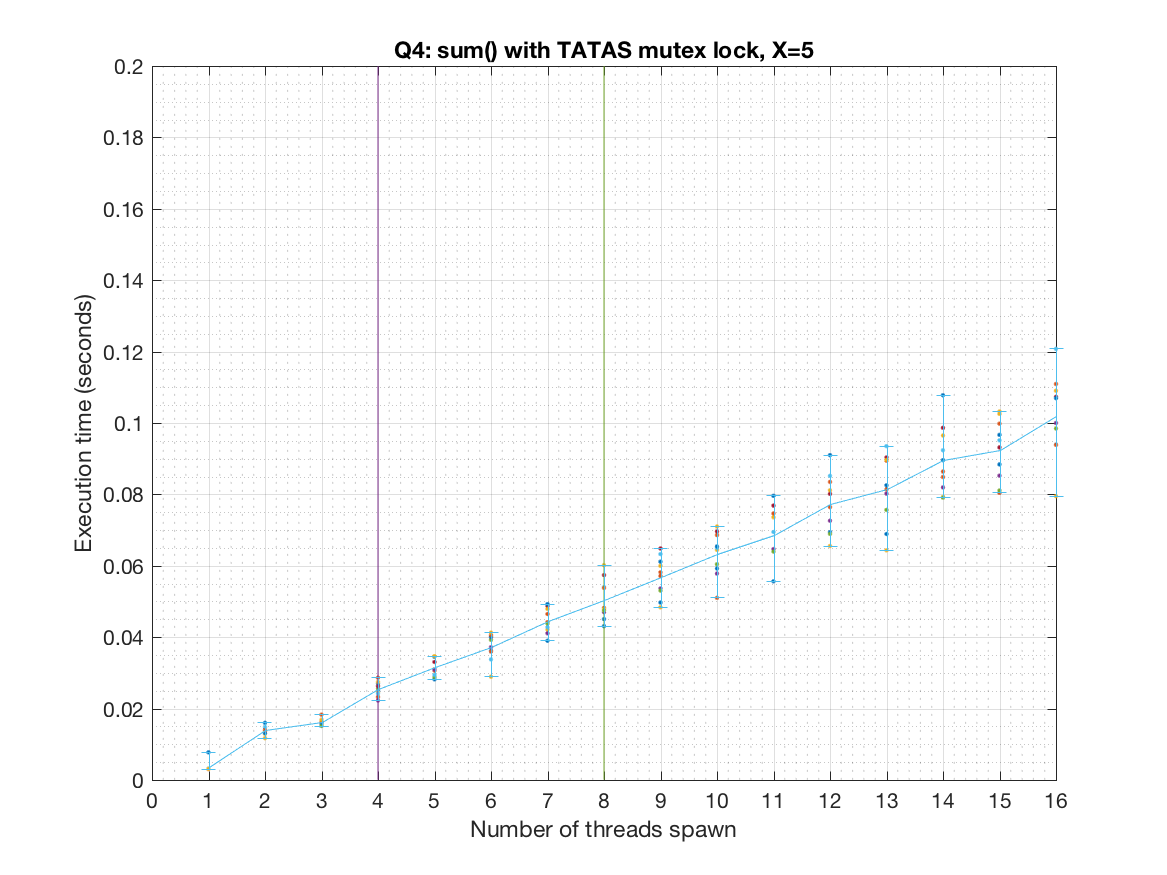 Q4: sum() with TATAS mutex lock, X=5
0.2
0.18
0.16
0.14
0.12
0.1
0.08
0.06
0.04
0.02
0
Execution time (seconds)
0 1 2 3 4 5 6 7 8 9 10 11 12 13 14 15 16
Number of threads spawn